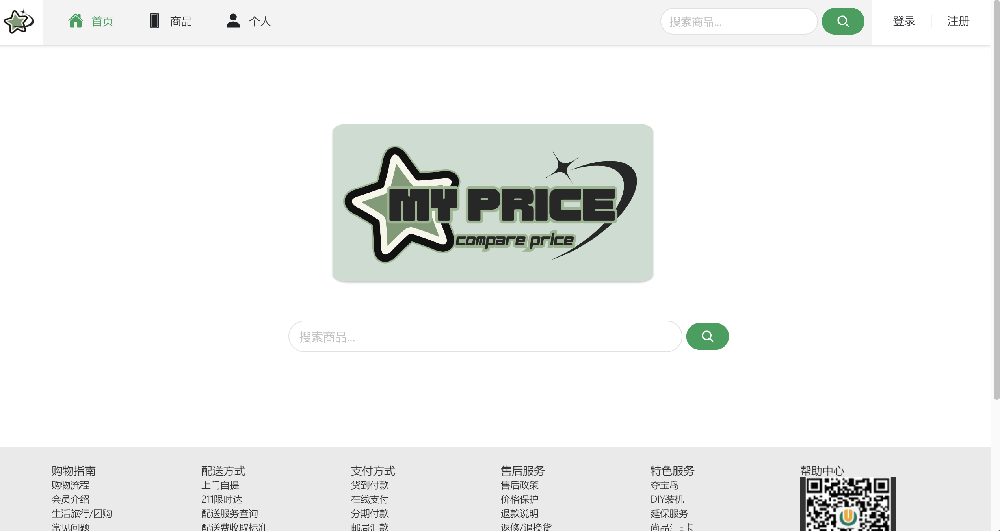 首页
商品
个人
搜索商品...
登录
注册
MY PRICE
compare price
搜索商品...
购物指南
购物流程
会员介绍
生活旅行/团购
常见问题
配送方式
上门自提
211限时达
配送服务查询
配送费收取标准
支付方式
货到付款
在线支付
分期付款
邮局汇款
售后服务
售后政策
价格保护
退款说明
返修/退换货
特色服务
夺宝岛
DIY装机
延保服务
尚品汇E卡
帮助中心